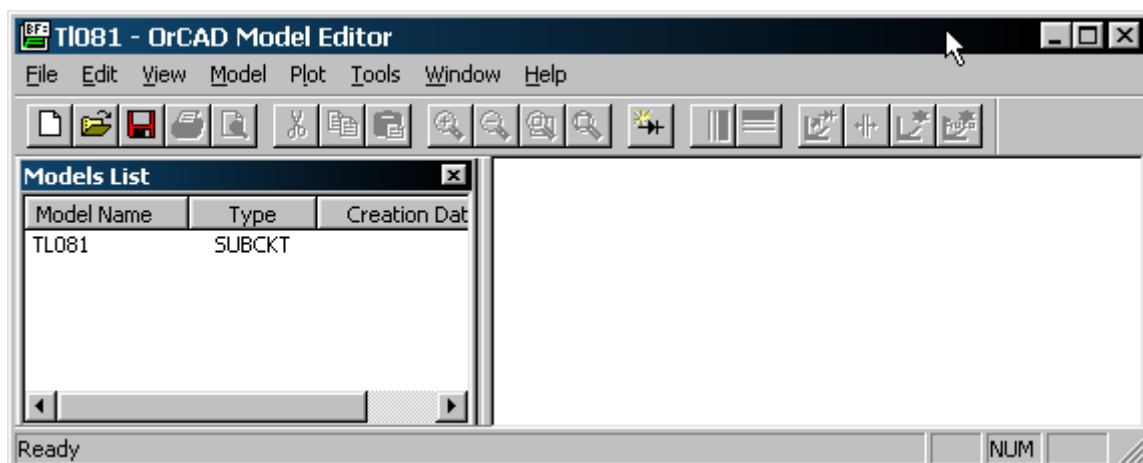 Tl081 - OrCAD Model Editor
File Edit View Model Plot Tools Window Help
Models List
Model Name Type Creation Dat
TL081 SUBCKT
Ready NUM